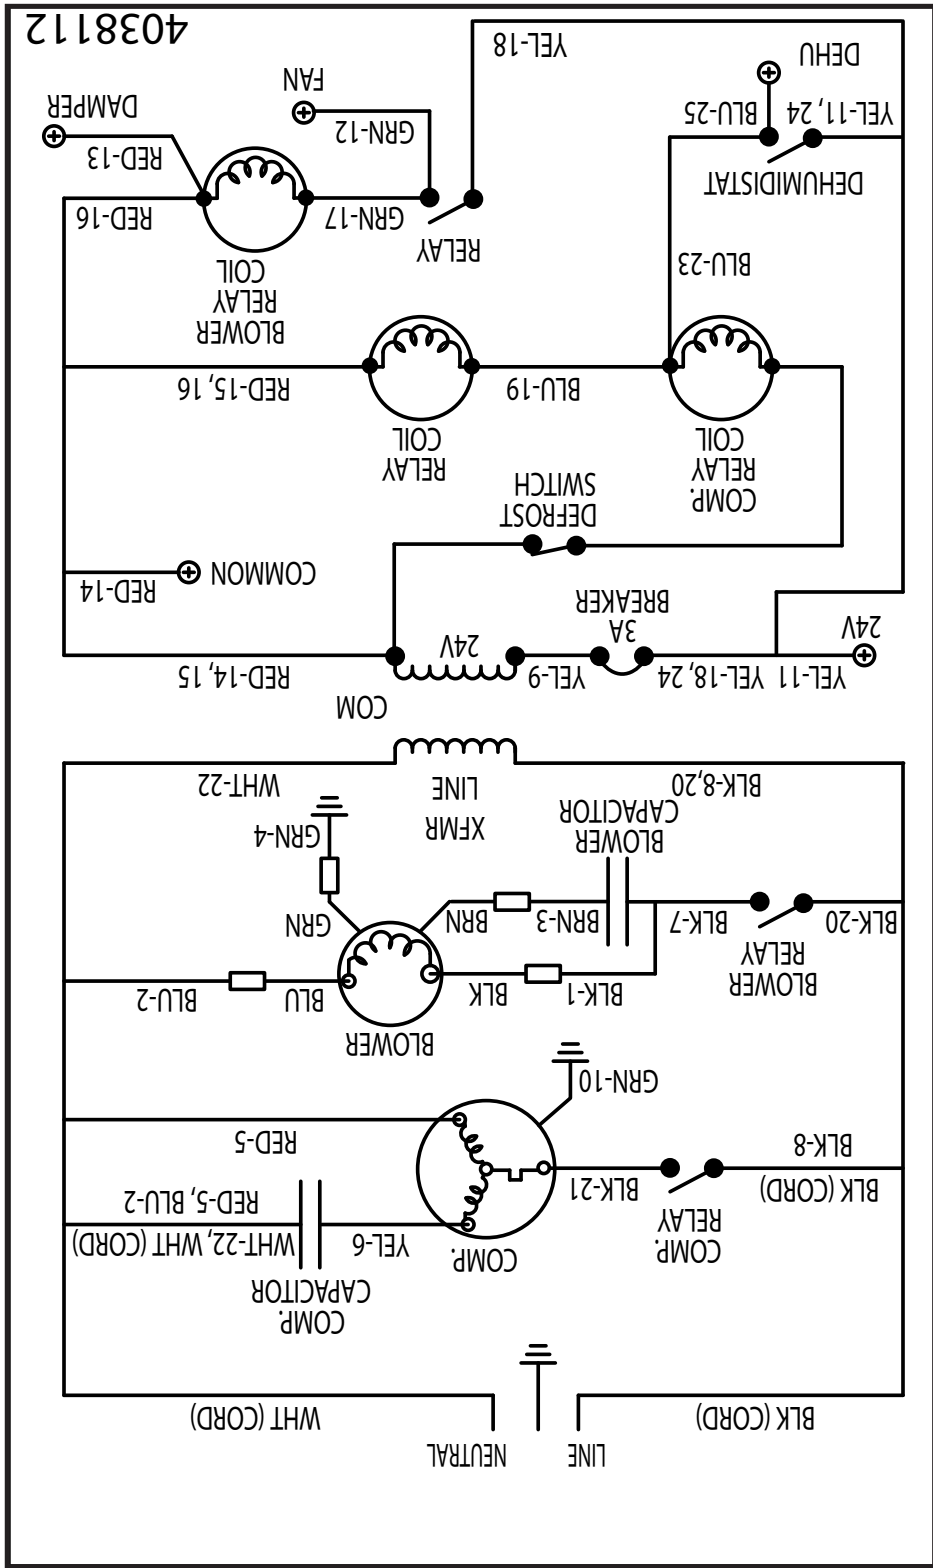 LINE
NEUTRAL
BLK (CORD)
WHT (CORD)
COMP.
CAPACITOR
COMP.
RELAY
COMP.
YEL-6
WHT-22, WHT (CORD)
RED-5, BLU-2
BLK (CORD)
BLK-8
BLK-21
RED-5
GRN-10
BLOWER
BLOWER
RELAY
BLK-20
BLK-7
BLK-1
BLK
BLU
BLU-2
BRN-3
BRN
GRN
GRN-4
BLOWER
CAPACITOR
XFMR
LINE
BLK-8,20
WHT-22
COM
24V
YEL-11
YEL-18, 24
3A
BREAKER
YEL-9
24V
RED-14, 15
COMMON
RED-14
DEFROST
SWITCH
COMP.
RELAY
COIL
RELAY
COIL
BLU-19
RED-15, 16
BLU-23
BLOWER
RELAY
COIL
RELAY
GRN-17
RED-16
DEHUMIDISTAT
YEL-11, 24
BLU-25
DEHU
GRN-12
FAN
RED-13
DAMPER
YEL-18
4038112